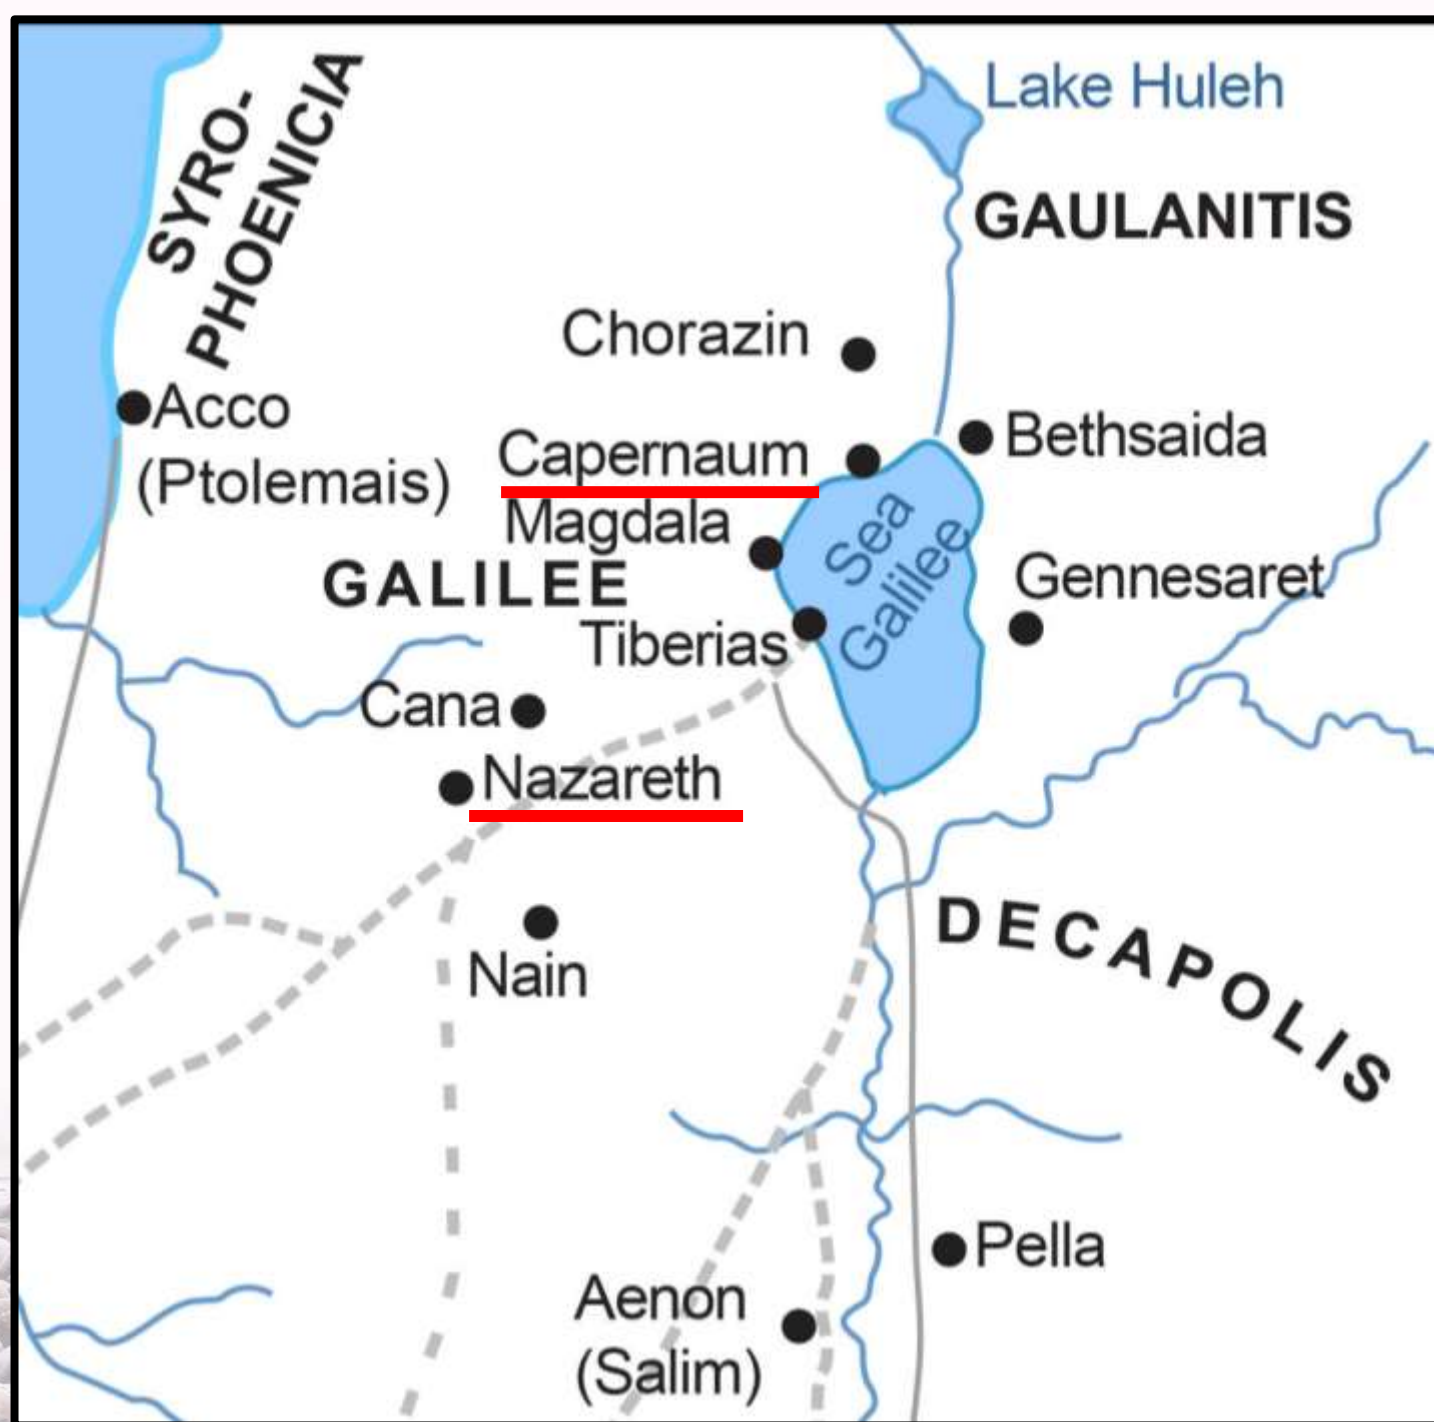 SYRO-
PHOENICIA
Lake Huleh
GAULANITIS
Chorazin
Acco
(Ptolemais)
Capernaum
Bethsaida
Magdala
Sea
Galilee
GALILEE
Gennesaret
Tiberias
Cana
Nazareth
DECAPOLIS
Nain
Pella
Aenon
(Salim)